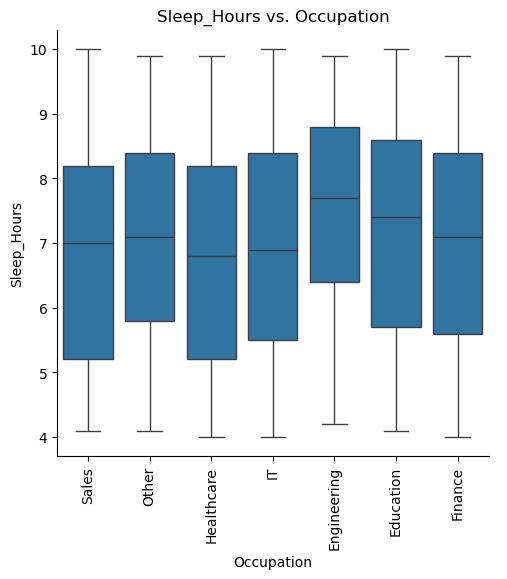 Sleep_Hours vs. Occupation
10
9
8
7
6
5
4
Sleep_Hours
Sales
Other
Healthcare
IT
Engineering
Education
Finance
Occupation